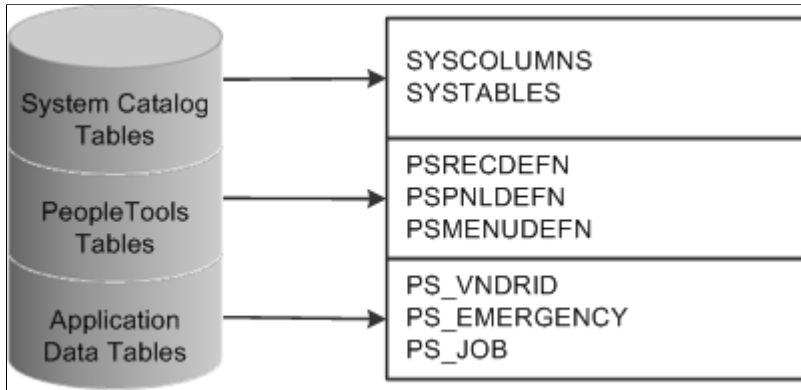 System Catalog
Tables
SYSCOLUMNS
SYSTABLES
PeopleTools
Tables
PSRECDEFN
PSPNLDEFN
PSMENUDEFN
Application
Data Tables
PS_VNDRID
PS_EMERGENCY
PS_JOB